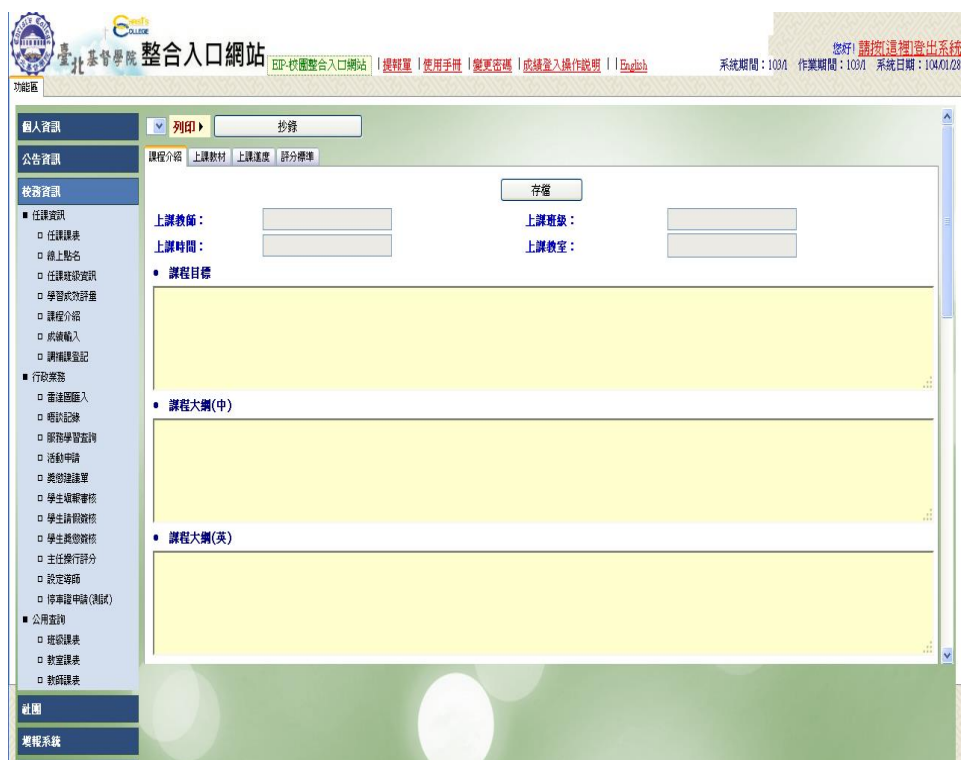 Christ's
College
臺北基督學院 整合入口網站 EIP-校園整合入口網站 | 提報單 | 使用手冊 | 變更密碼 | 成績登入操作說明 | | English
您好! 請按[這裡]登出系統
系統期間：103/1 作業期間：103/1 系統日期：104/01/28
功能區
個人資訊
列印 抄錄
公告資訊
課程介紹 上課教材 上課進度 評分標準
校務資訊
存檔
■ 任課資訊
任課課表
線上點名
任課班級資訊
學習成效評量
課程介紹
成績輸入
調補課登記
■ 行政業務
雷達圖匯入
晤談記錄
服務學習查詢
活動申請
獎懲建議單
學生填報審核
學生請假簽核
學生獎懲簽核
主任操行評分
設定導師
停車證申請(測試)
■ 公用查詢
班級課表
教室課表
教師課表
社團
填報系統
上課教師： 上課班級：
上課時間： 上課教室：
• 課程目標
• 課程大綱(中)
• 課程大綱(英)